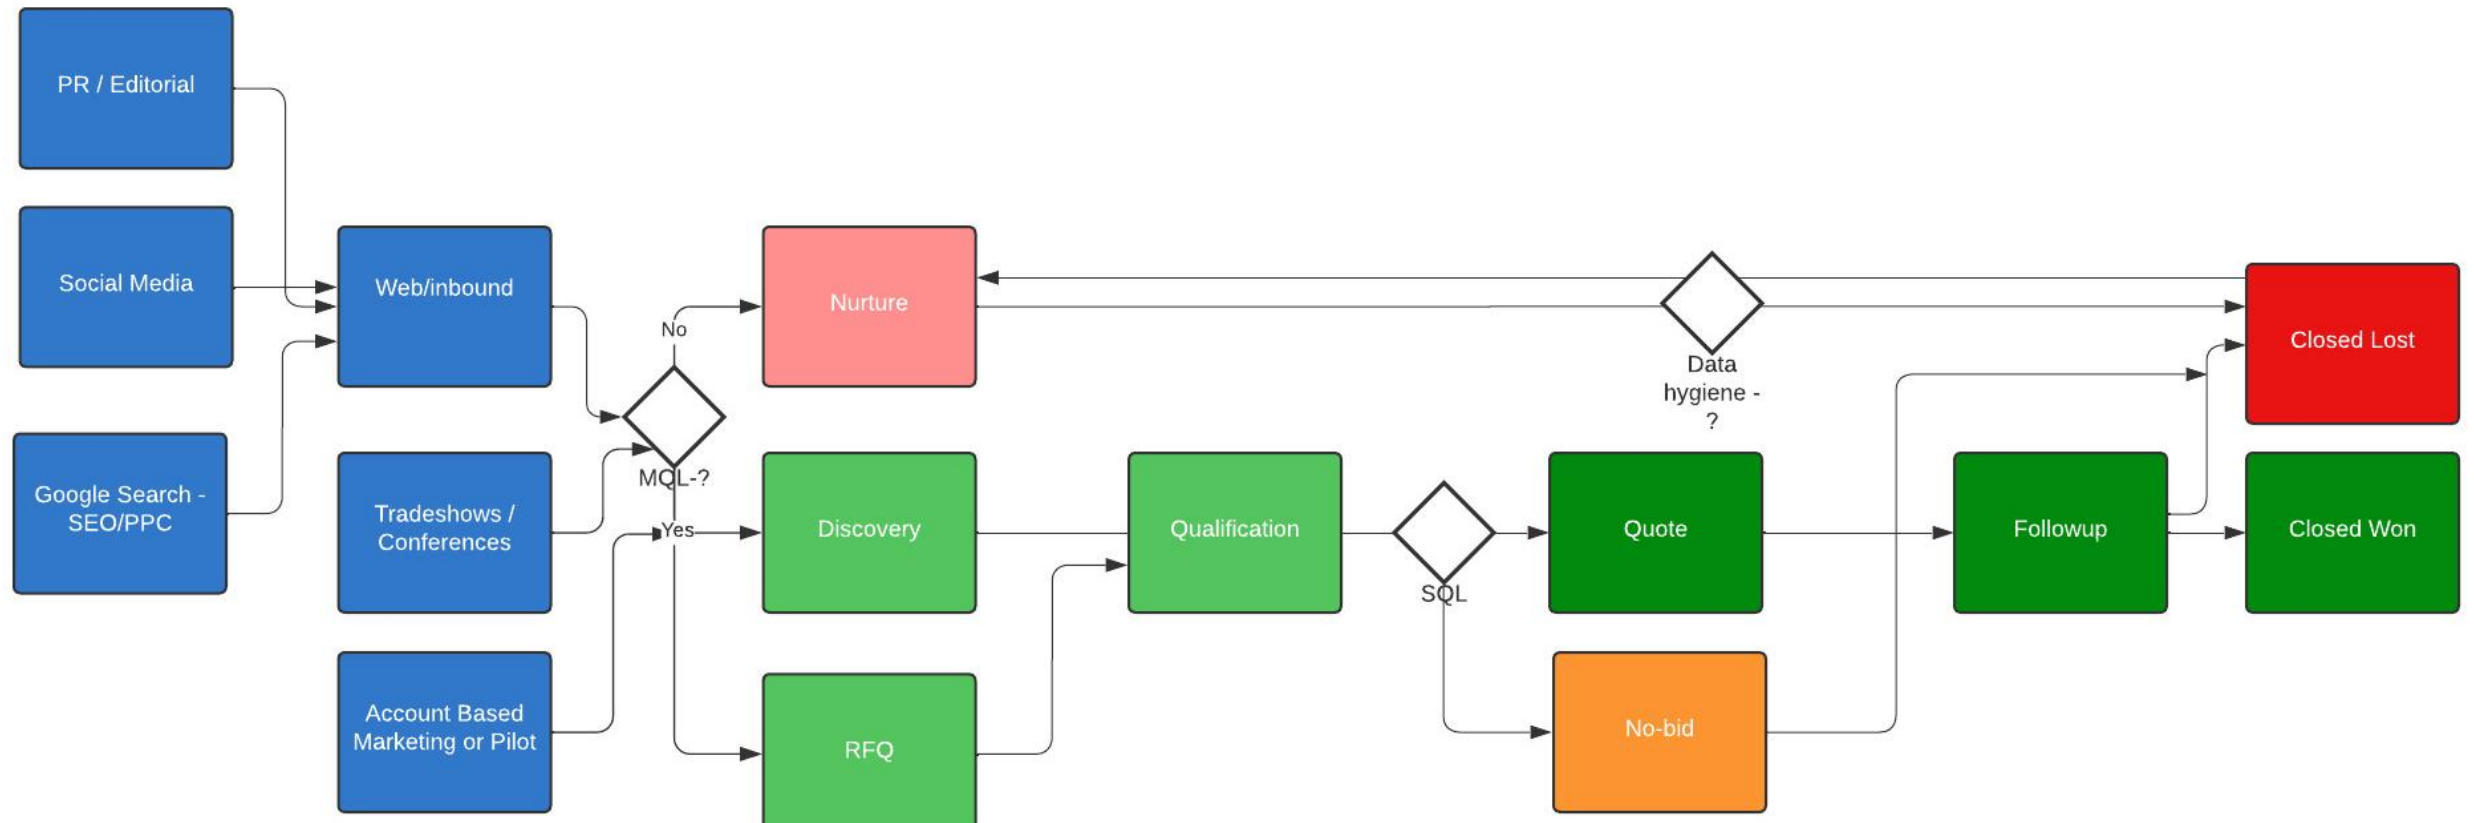 PR / Editorial
Social Media
Web/inbound
Nurture
No
Closed Lost
Data
hygiene -
?
MQL-?
Google Search -
SEO/PPC
Tradeshows /
Conferences
Yes
Discovery
Qualification
SQL
Quote
Followup
Closed Won
Account Based
Marketing or Pilot
RFQ
No-bid